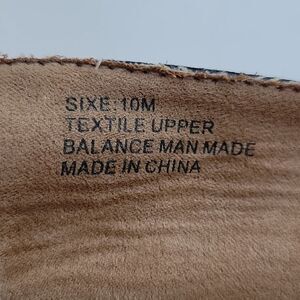 SIXE:10M
TEXTILE UPPER
BALANCE MAN MADE
MADE IN CHINA